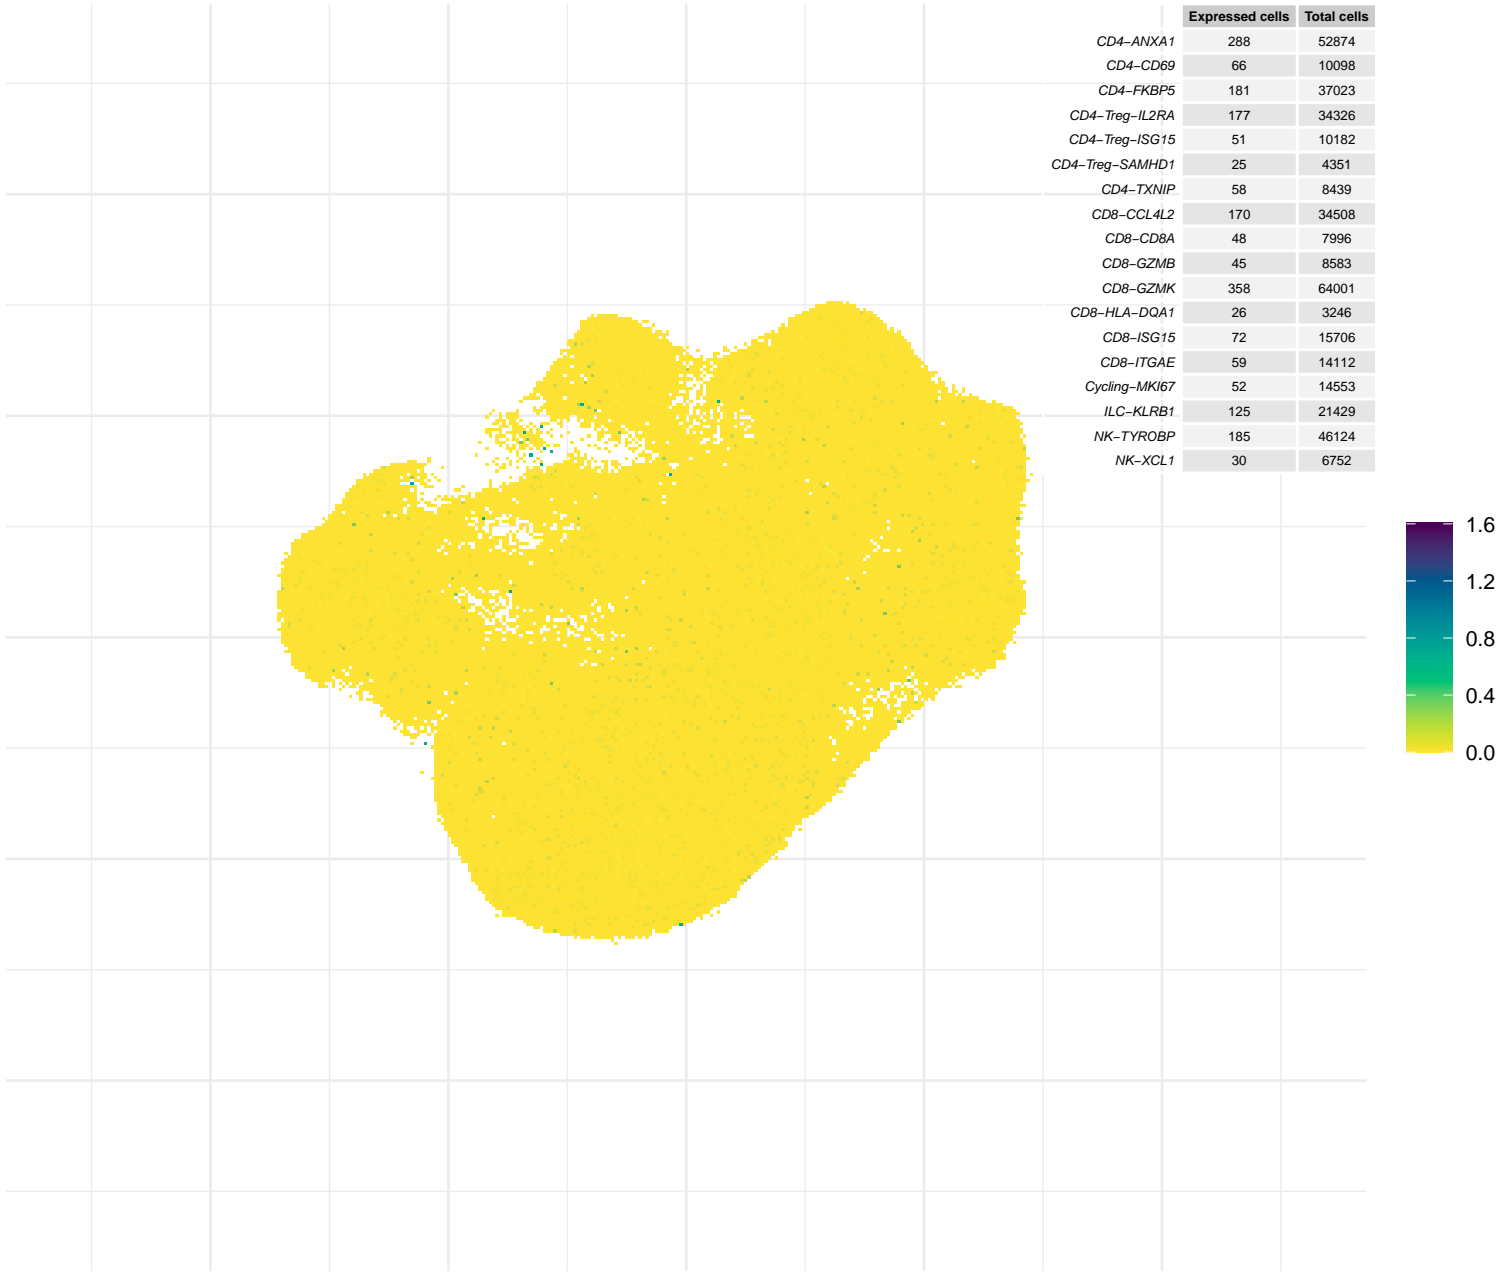 Expressed cells Total cells
CD4−ANXA1 288 52874
CD4−CD69 66 10098
CD4−FKBP5 181 37023
CD4−Treg−IL2RA 177 34326
CD4−Treg−ISG15 51 10182
CD4−Treg−SAMHD1 25 4351
CD4−TXNIP 58 8439
CD8−CCL4L2 170 34508
CD8−CD8A 48 7996
CD8−GZMB 45 8583
CD8−GZMK 358 64001
CD8−HLA−DQA1 26 3246
CD8−ISG15 72 15706
CD8−ITGAE 59 14112
Cycling−MKI67 52 14553
ILC−KLRB1 125 21429
NK−TYROBP 185 46124
NK−XCL1 30 6752
1.6
1.2
0.8
0.4
0.0